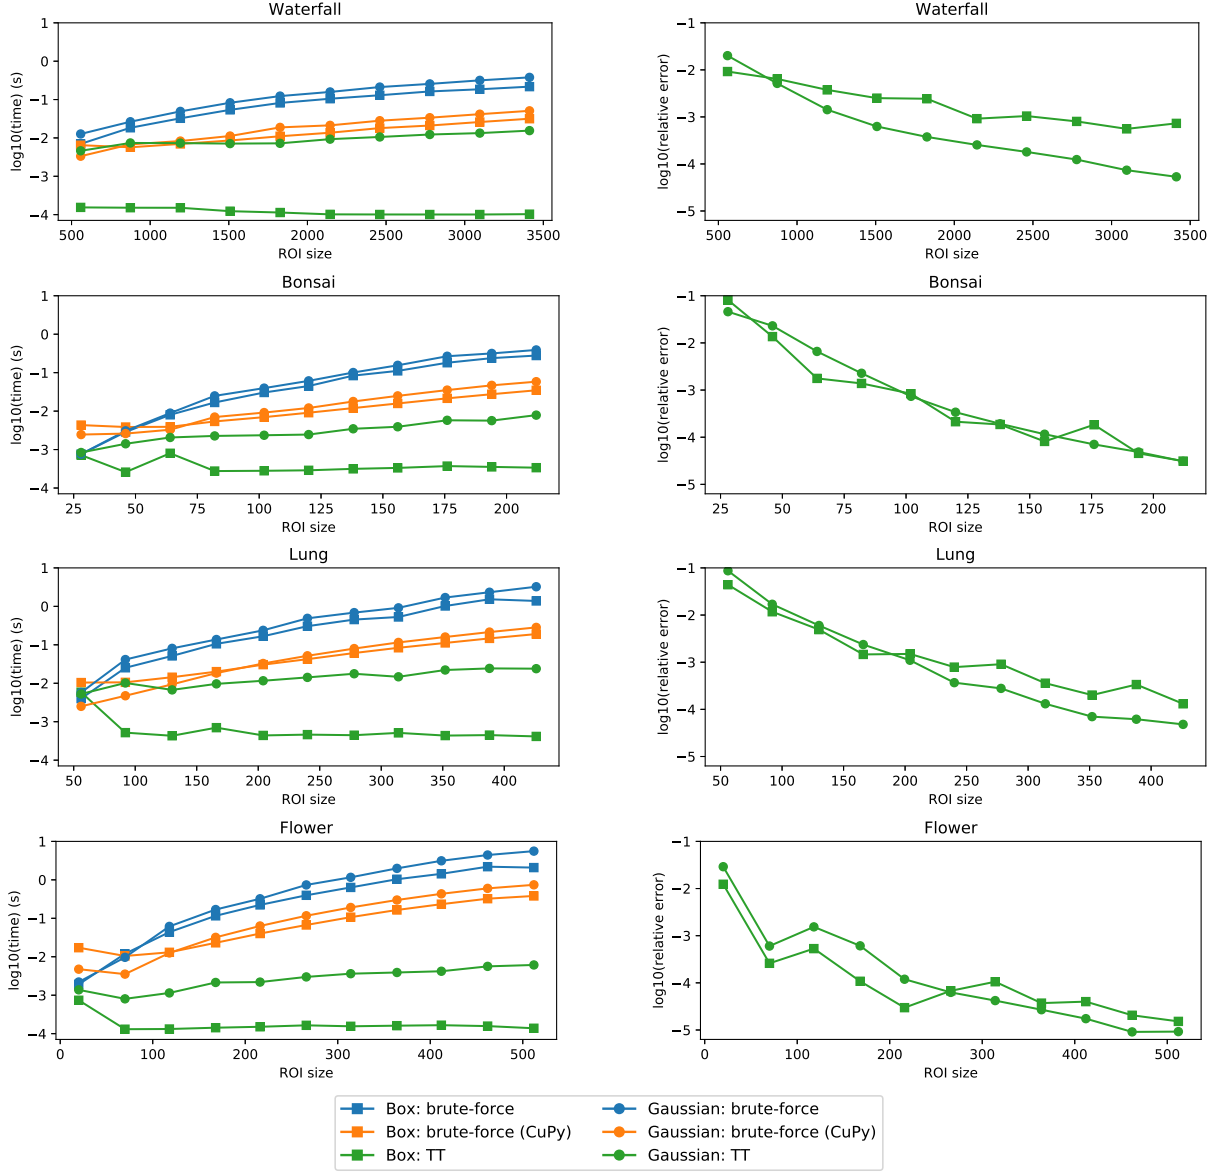 Waterfall
1
0
−1
−2
−3
−4
log10(time) (s)
500 1000 1500 2000 2500 3000 3500
ROI size
Waterfall
−1
−2
−3
−4
−5
log10(relative error)
500 1000 1500 2000 2500 3000 3500
ROI size
Bonsai
1
0
−1
−2
−3
−4
log10(time) (s)
25 50 75 100 125 150 175 200
ROI size
Bonsai
−1
−2
−3
−4
−5
log10(relative error)
25 50 75 100 125 150 175 200
ROI size
Lung
1
0
−1
−2
−3
−4
log10(time) (s)
50 100 150 200 250 300 350 400
ROI size
Lung
−1
−2
−3
−4
−5
log10(relative error)
50 100 150 200 250 300 350 400
ROI size
Flower
1
0
−1
−2
−3
−4
log10(time) (s)
0 100 200 300 400 500
ROI size
Flower
−1
−2
−3
−4
−5
log10(relative error)
0 100 200 300 400 500
ROI size
Box: brute-force
Box: brute-force (CuPy)
Box: TT
Gaussian: brute-force
Gaussian: brute-force (CuPy)
Gaussian: TT